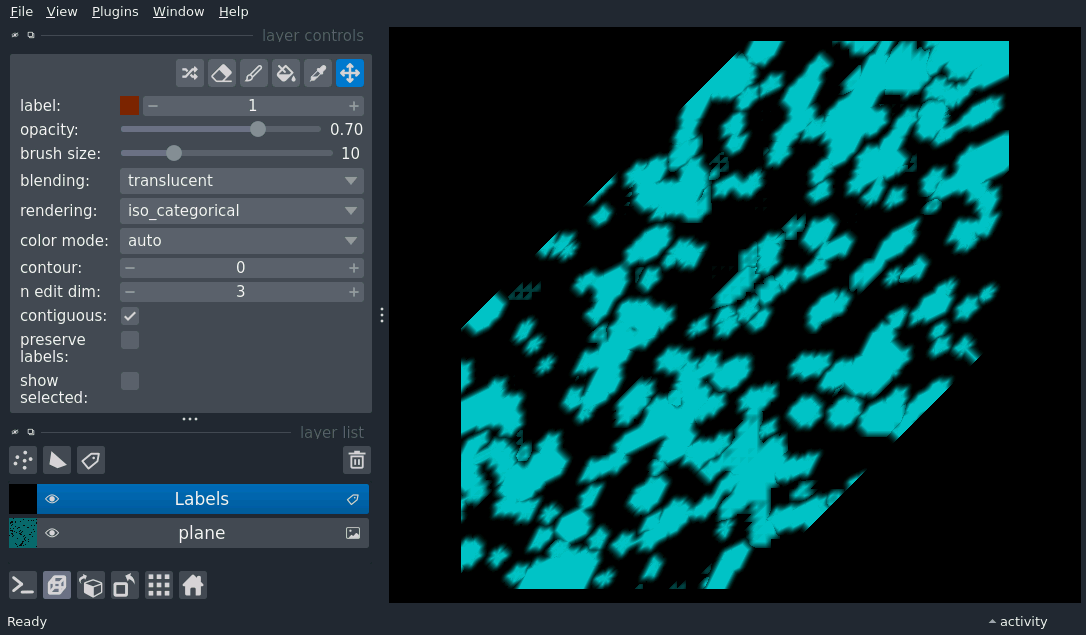 File View Plugins Window Help
layer controls
label: 1
opacity: 0.70
brush size: 10
blending: translucent
rendering: iso_categorical
color mode: auto
contour: 0
n edit dim: 3
contiguous:
preserve
labels:
show
selected:
layer list
Labels
plane
Ready activity